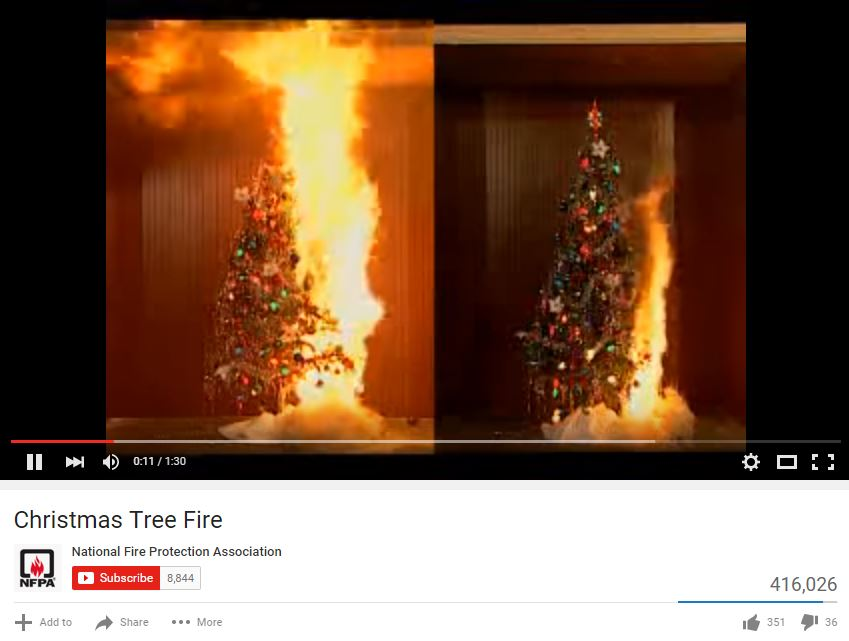 0:11 / 1:30
Christmas Tree Fire
National Fire Protection Association
NFPA
Subscribe 8,844
416,026
Add to Share More 351 36